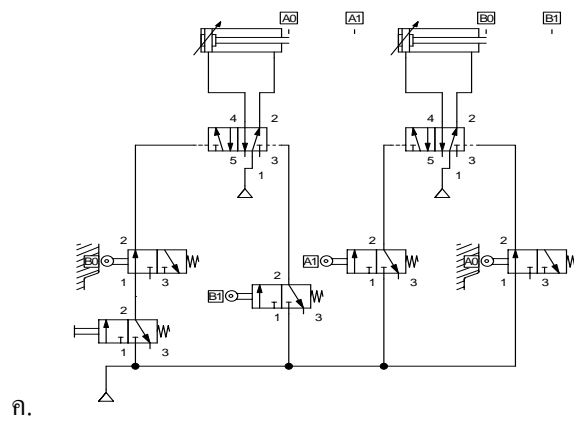 A0 A1 B0 B1
4 2 4 2
5 3 5 3
1 1
2 2 2
B0 A1 A0
1 3 1 3 1 3
2
B1
1 3
1 3
ค.